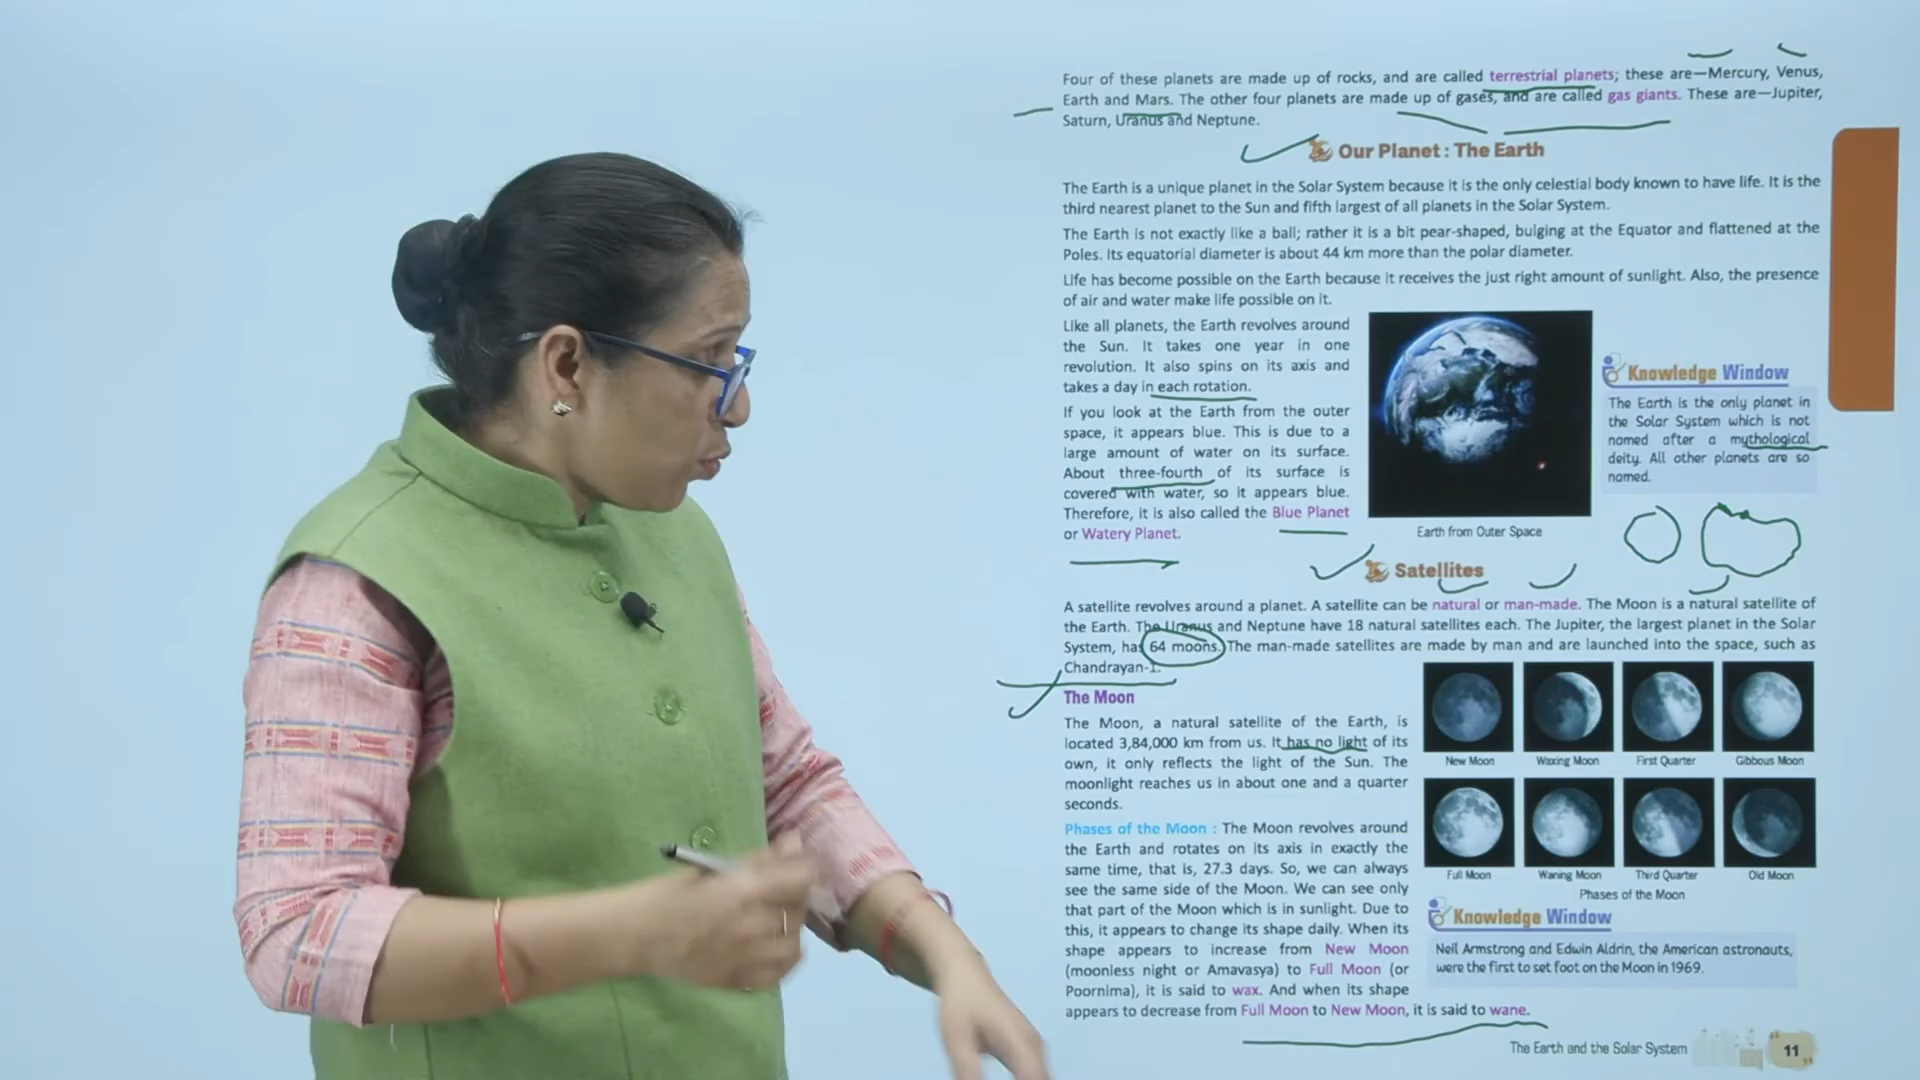 Four of these planets are made up of rocks, and are called terrestrial planets; these are—Mercury, Venus,
Earth and Mars. The other four planets are made up of gases, and are called gas giants. These are—Jupiter,
Saturn, Uranus and Neptune.
Our Planet : The Earth
The Earth is a unique planet in the Solar System because it is the only celestial body known to have life. It is the
third nearest planet to the Sun and fifth largest of all planets in the Solar System.
The Earth is not exactly like a ball; rather it is a bit pear-shaped, bulging at the Equator and flattened at the
Poles. Its equatorial diameter is about 44 km more than the polar diameter.
Life has become possible on the Earth because it receives the just right amount of sunlight. Also, the presence
of air and water make life possible on it.
Like all planets, the Earth revolves around
the Sun. It takes one year in one
revolution. It also spins on its axis and
takes a day in each rotation.
If you look at the Earth from the outer
space, it appears blue. This is due to a
large amount of water on its surface.
About three-fourth of its surface is
covered with water, so it appears blue.
Therefore, it is also called the Blue Planet
or Watery Planet.
Earth from Outer Space
Knowledge Window
The Earth is the only planet in
the Solar System which is not
named after a mythological
deity. All other planets are so
named.
Satellites
A satellite revolves around a planet. A satellite can be natural or man-made. The Moon is a natural satellite of
the Earth. The Uranus and Neptune have 18 natural satellites each. The Jupiter, the largest planet in the Solar
System, has 64 moons. The man-made satellites are made by man and are launched into the space, such as
Chandrayan-1.
The Moon
The Moon, a natural satellite of the Earth, is
located 3,84,000 km from us. It has no light of its
own, it only reflects the light of the Sun. The
moonlight reaches us in about one and a quarter
seconds.
Phases of the Moon : The Moon revolves around
the Earth and rotates on its axis in exactly the
same time, that is, 27.3 days. So, we can always
see the same side of the Moon. We can see only
that part of the Moon which is in sunlight. Due to
this, it appears to change its shape daily. When its
shape appears to increase from New Moon
(moonless night or Amavasya) to Full Moon (or
Poornima), it is said to wax. And when its shape
appears to decrease from Full Moon to New Moon, it is said to wane.
New Moon
Waxing Moon
First Quarter
Gibbous Moon
Full Moon
Waning Moon
Third Quarter
Old Moon
Phases of the Moon
Knowledge Window
Neil Armstrong and Edwin Aldrin, the American astronauts,
were the first to set foot on the Moon in 1969.
The Earth and the Solar System
11